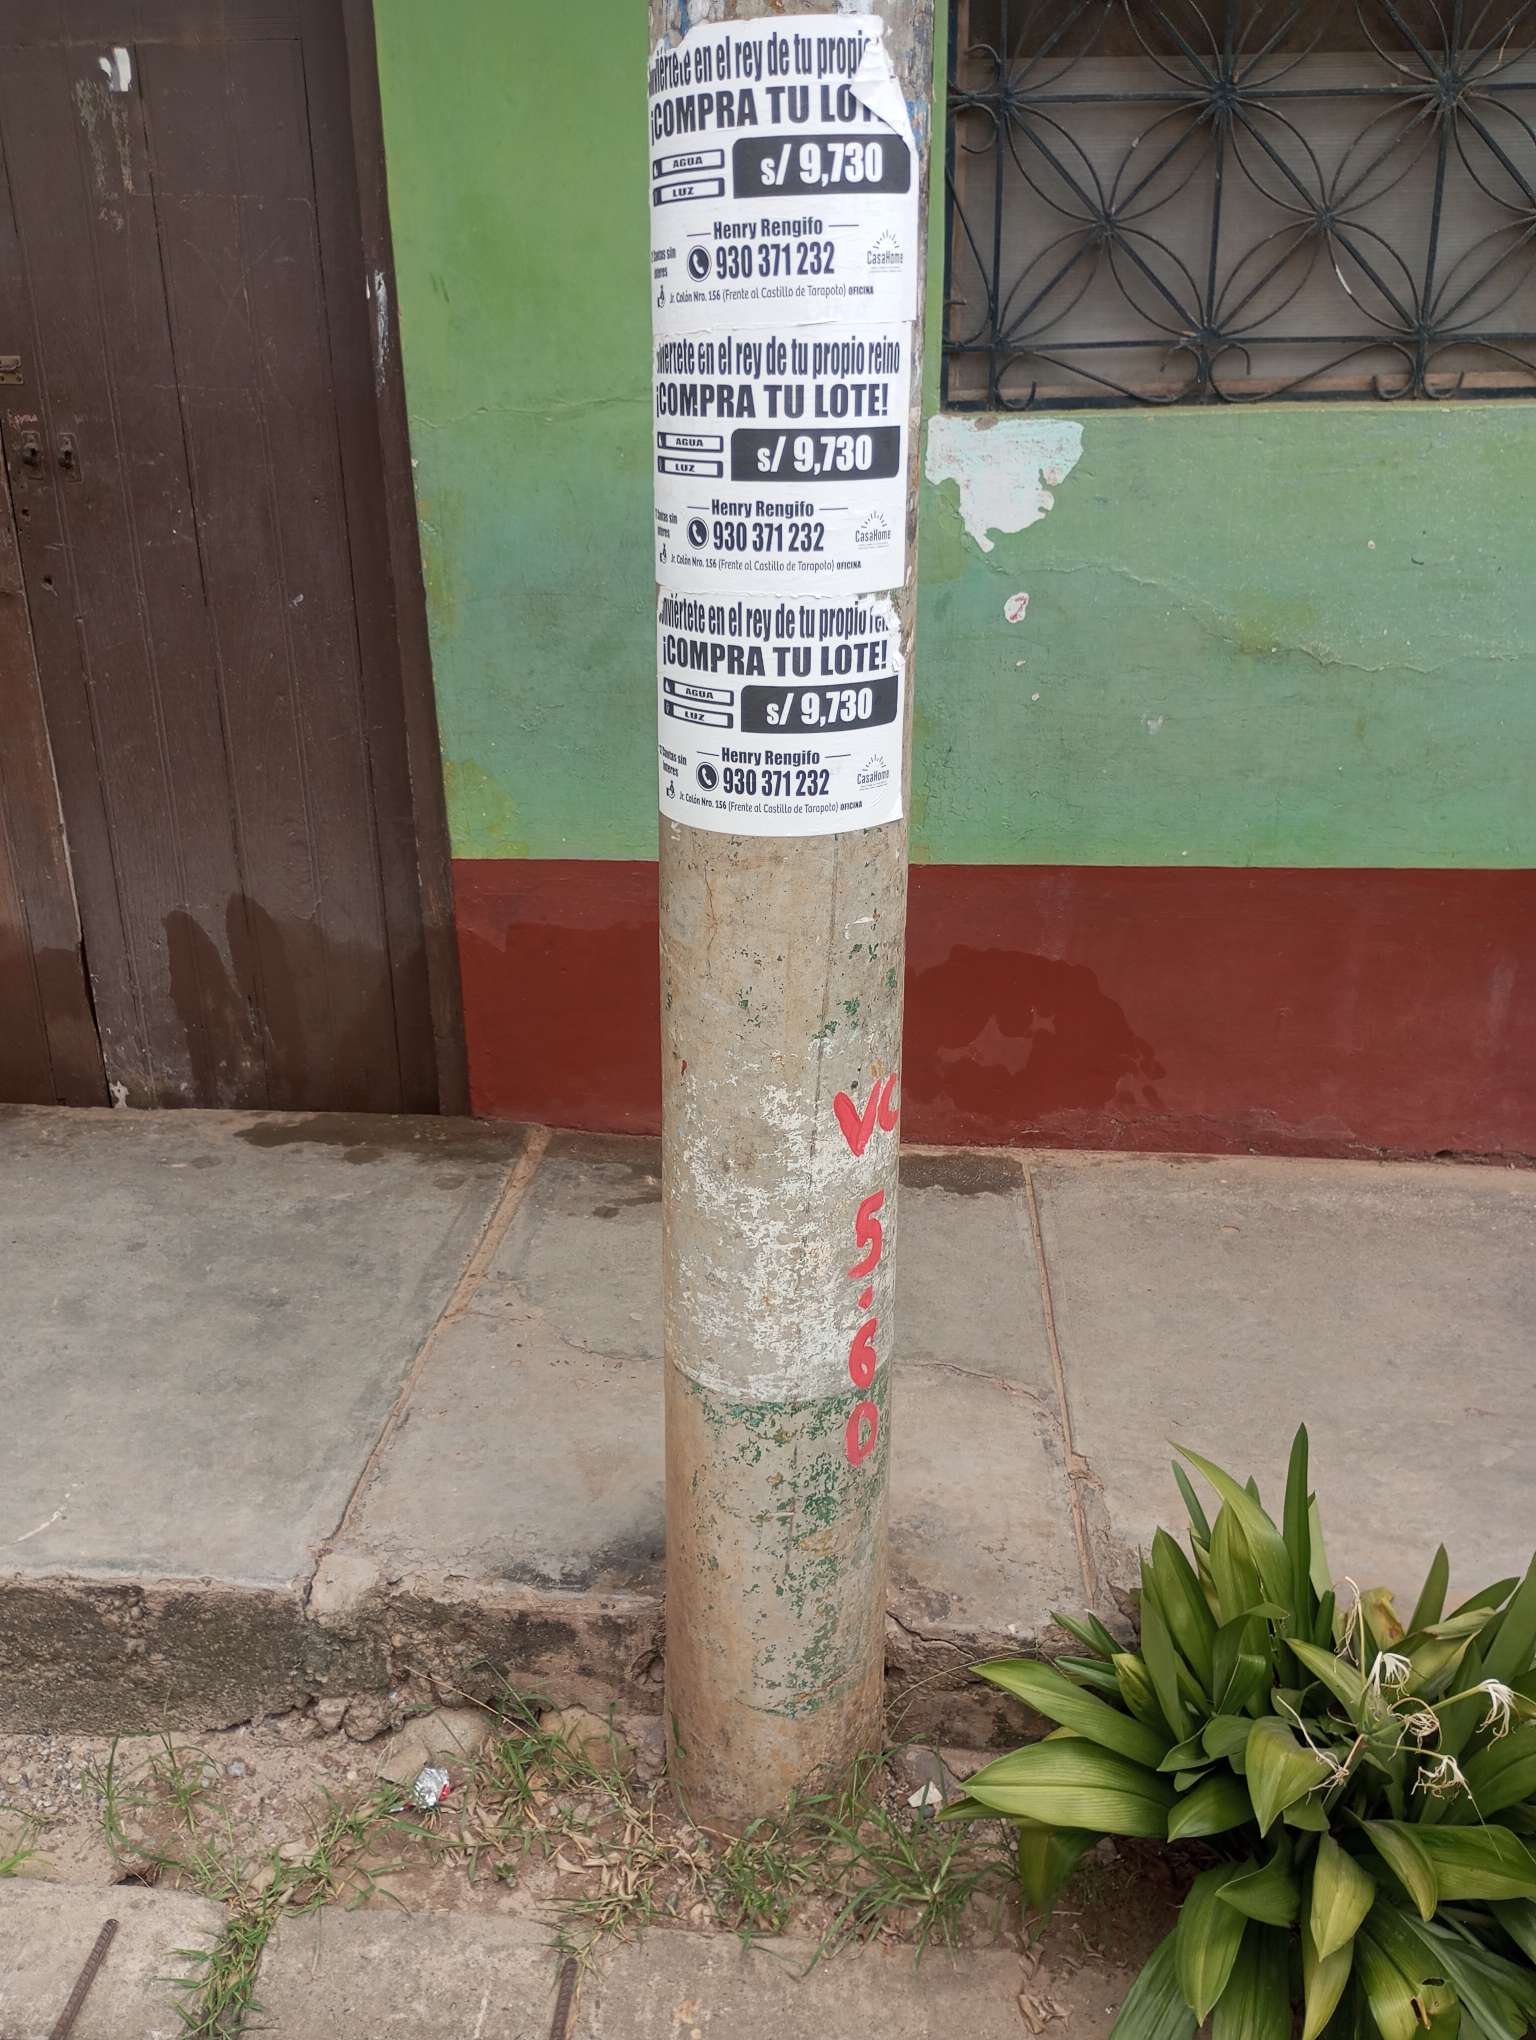 en el rey de tu
¡COMPRA TU
AGUA
s/ 9,730
LUZ
Henry Rengifo
sin
930 371 232
CasaHome
Jr. Colón Nro. 156 (Frente al Castillo de Tarapoto) OFICINA
en el rey de tu propio reino
¡COMPRA TU LOTE!
AGUA
s/ 9,730
LUZ
Henry Rengifo
sin
930 371 232
CasaHome
Jr. Colón Nro. 156 (Frente al Castillo de Tarapoto) OFICINA
en el rey de tu propio
¡COMPRA TU LOTE!
AGUA
s/ 9,730
LUZ
Henry Rengifo
sin
930 371 232
CasaHome
Jr. Colón Nro. 156 (Frente al Castillo de Tarapoto) OFICINA
VC
5.60